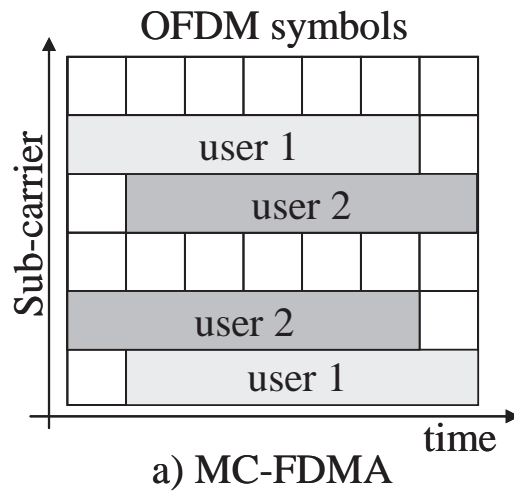 OFDM symbols
Sub-carrier
user 1
user 2
user 2
user 1
time
a) MC-FDMA